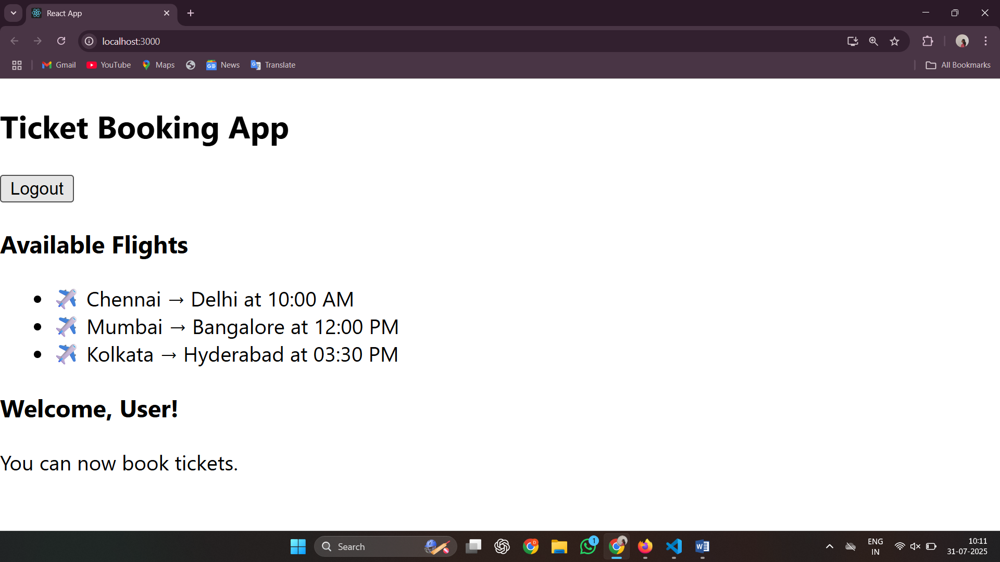 React App
localhost:3000
Gmail YouTube Maps News Translate All Bookmarks
Ticket Booking App
Logout
Available Flights
• ✈️ Chennai → Delhi at 10:00 AM
• ✈️ Mumbai → Bangalore at 12:00 PM
• ✈️ Kolkata → Hyderabad at 03:30 PM
Welcome, User!
You can now book tickets.
Search
D
1
W
ENG
IN
10:11
31-07-2025